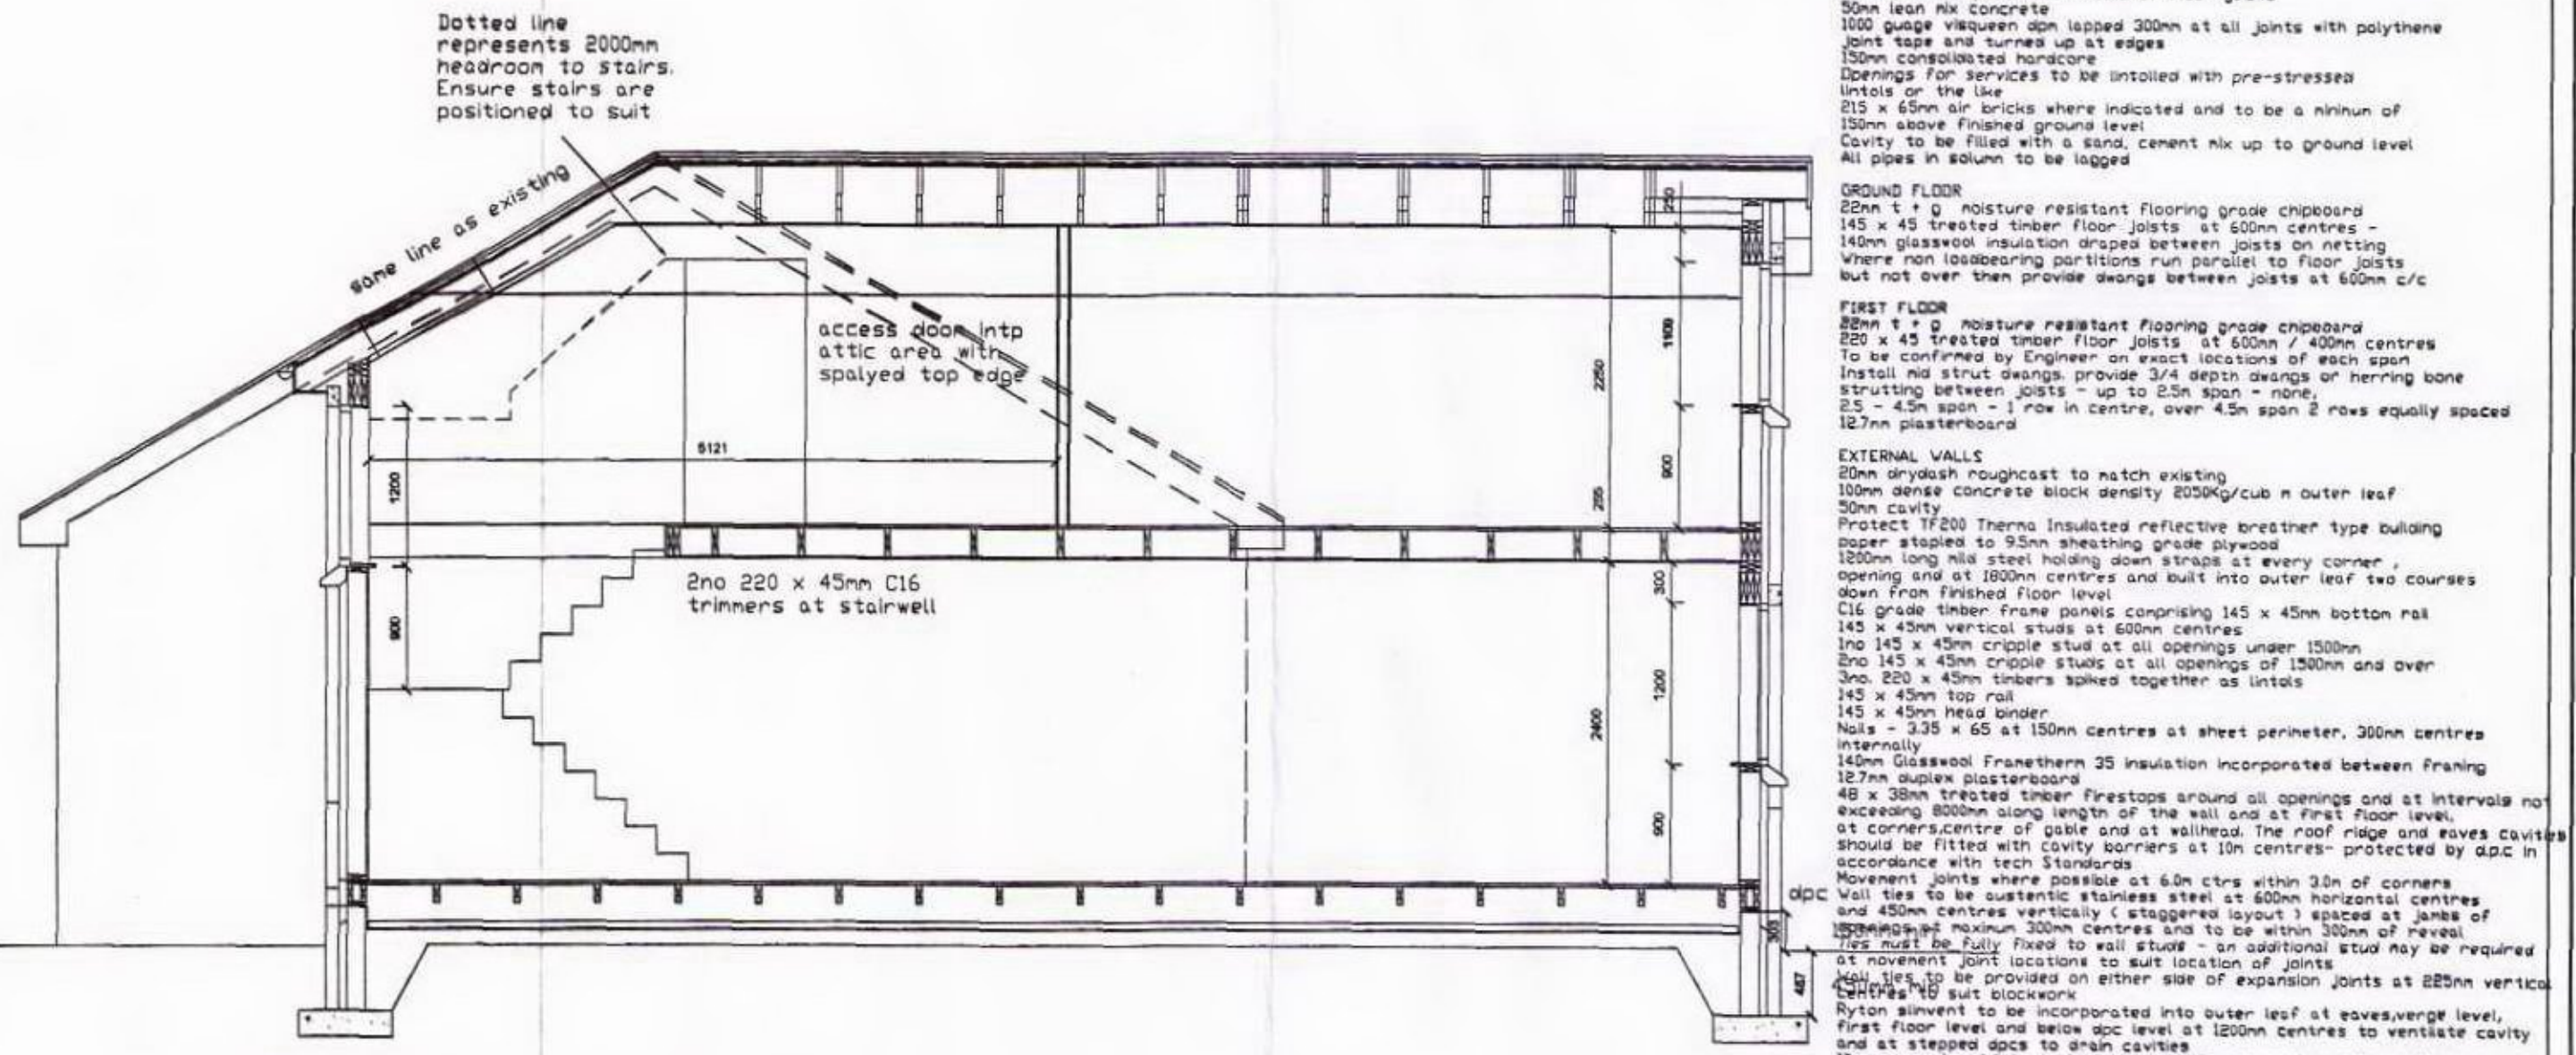 Dotted line
represents 2000mm
headroom to stairs.
Ensure stairs are
positioned to suit
same line as existing
access door intp
attic area with
spalyed top edge
5121
1200
900
2no 220 x 45mm C16
trimmers at stairwell
250
1100
2250
900
255
300
1200
2400
900
dpc
303
487
50mm lean mix concrete
1000 guage visqueen dpm lapped 300mm at all joints with polythene
joint tape and turned up at edges
150mm consolidated hardcore
Openings for services to be lintolled with pre-stressed
lintols or the like
215 x 65mm air bricks where indicated and to be a mininun of
150mm above finished ground level
Cavity to be filled with a sand, cement mix up to ground level
All pipes in solumn to be lagged
GROUND FLOOR
22mm t + g moisture resistant flooring grade chipboard
145 x 45 treated timber floor joists at 600mm centres -
140mm glasswool insulation draped between joists on netting
Where non loadbearing partitions run parallel to floor joists
but not over them provide dwangs between joists at 600mm c/c
FIRST FLOOR
22mm t + g moisture resistant flooring grade chipboard
220 x 45 treated timber floor joists at 600mm / 400mm centres
To be confirmed by Engineer on exact locations of each span
Install mid strut dwangs. provide 3/4 depth dwangs or herring bone
strutting between joists - up to 2.5m span - none,
2.5 - 4.5m span - 1 row in centre, over 4.5m span 2 rows equally spaced
12.7mm plasterboard
EXTERNAL WALLS
20mm drydash roughcast to match existing
100mm dense concrete block density 2050Kg/cub m outer leaf
50mm cavity
Protect TF200 Thermo Insulated reflective breather type building
paper stapled to 9.5mm sheathing grade plywood
1200mm long mild steel holding down straps at every corner ,
opening and at 1800mm centres and built into outer leaf two courses
down from finished floor level
C16 grade timber frame panels comprising 145 x 45mm bottom rail
145 x 45mm vertical studs at 600mm centres
1no 145 x 45mm cripple stud at all openings under 1500mm
2no 145 x 45mm cripple studs at all openings of 1500mm and over
3no. 220 x 45mm timbers spiked together as lintols
145 x 45mm top rail
145 x 45mm head binder
Nails - 3.35 x 65 at 150mm centres at sheet perimeter, 300mm centres
internally
140mm Glasswool Frametherm 35 insulation incorporated between framing
12.7mm duplex plasterboard
48 x 38mm treated timber firestops around all openings and at intervals not
exceeding 8000mm along length of the wall and at first floor level,
at corners,centre of gable and at wallhead. The roof ridge and eaves cavities
should be fitted with cavity barriers at 10m centres- protected by d.p.c in
accordance with tech Standards
Movement joints where possible at 6.0m ctrs within 3.0m of corners
Wall ties to be austentic stainless steel at 600mm horizontal centres
and 450mm centres vertically ( staggered layout ) spaced at jambs of
openings at maximum 300mm centres and to be within 300mm of reveal
Ties must be fully fixed to wall studs - an additional stud may be required
at movement joint locations to suit location of joints
Wall ties to be provided on either side of expansion joints at 225mm vertical
centres to suit blockwork
Ryton slimvent to be incorporated into outer leaf at eaves,verge level,
first floor level and below dpc level at 1200mm centres to ventilate cavity
and at stepped dpcs to drain cavities